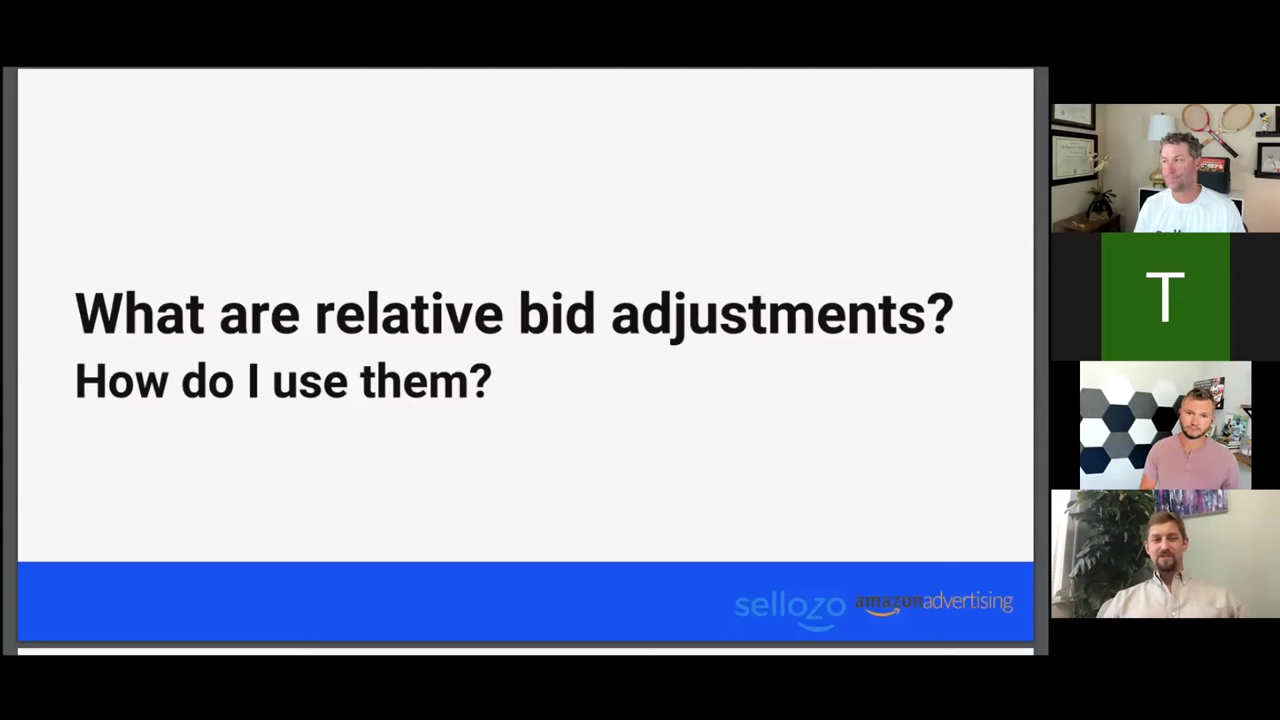 What are relative bid adjustments?
How do I use them?
sellozo amazonadvertising
T